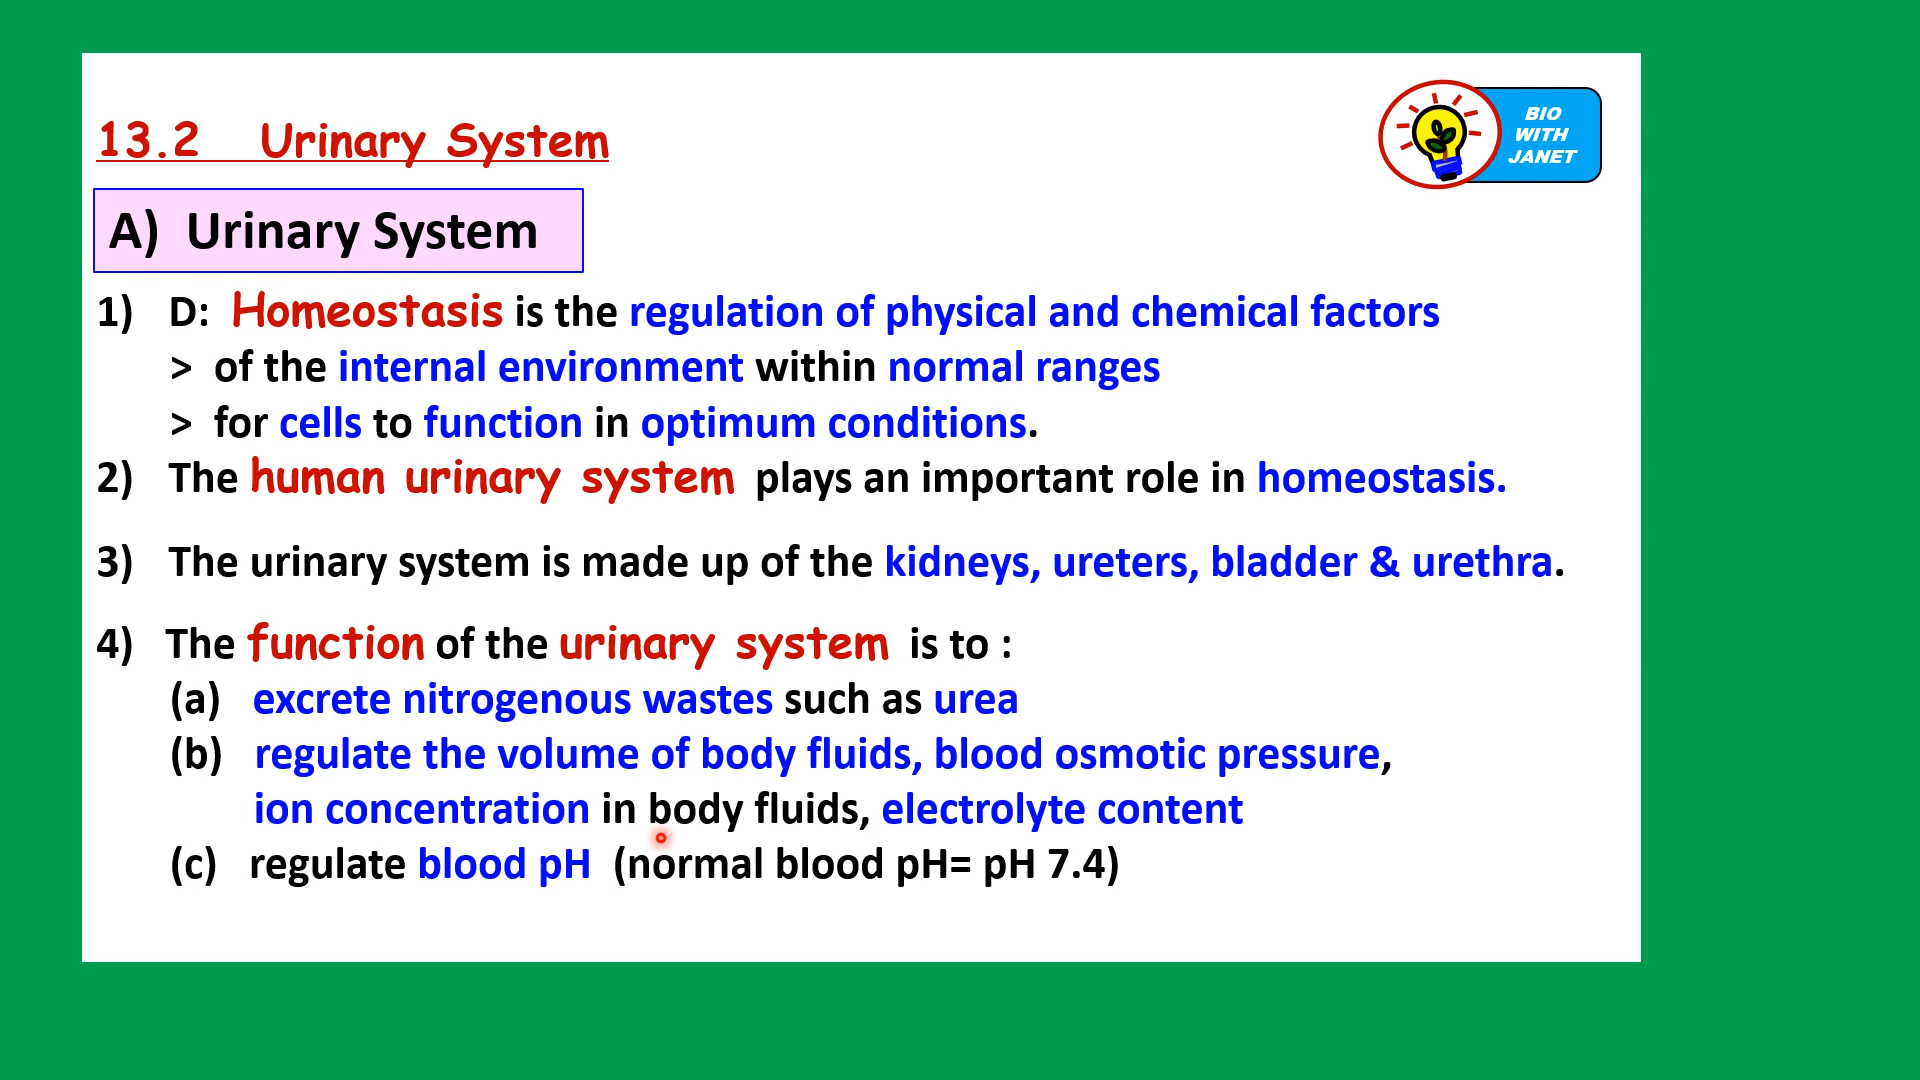 13.2 Urinary System
BIO
WITH
JANET
A) Urinary System
1) D: Homeostasis is the regulation of physical and chemical factors
> of the internal environment within normal ranges
> for cells to function in optimum conditions.
2) The human urinary system plays an important role in homeostasis.
3) The urinary system is made up of the kidneys, ureters, bladder & urethra.
4) The function of the urinary system is to :
(a) excrete nitrogenous wastes such as urea
(b) regulate the volume of body fluids, blood osmotic pressure,
ion concentration in body fluids, electrolyte content
(c) regulate blood pH (normal blood pH= pH 7.4)